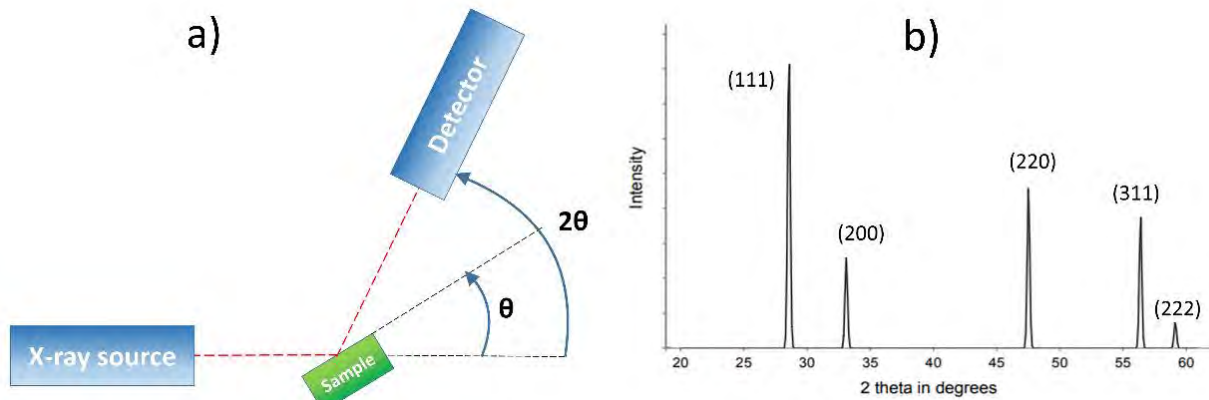 a)
Detector
2θ
θ
X-ray source
Sample
b)
(111)
(200)
(220)
(311)
(222)
Intensity
20 30 35 40 45 50 55 60
2 theta in degrees